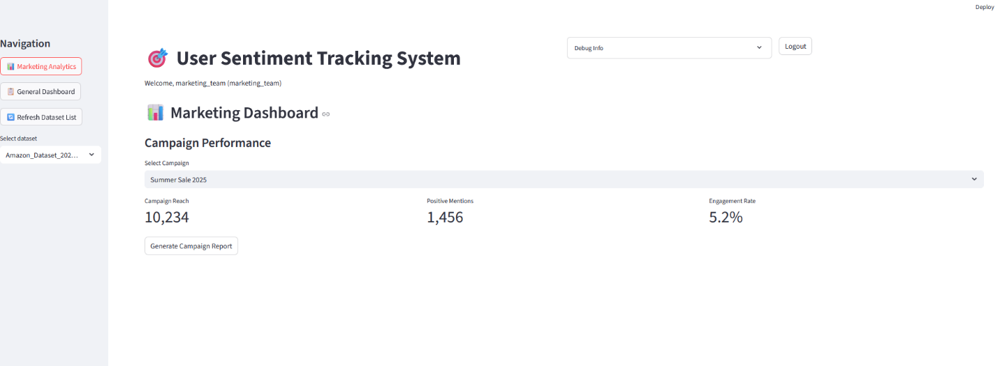 Deploy
Navigation
Marketing Analytics
General Dashboard
Refresh Dataset List
Select dataset
Amazon_Dataset_202...
User Sentiment Tracking System
Debug Info
Logout
Welcome, marketing_team (marketing_team)
Marketing Dashboard
Campaign Performance
Select Campaign
Summer Sale 2025
Campaign Reach
10,234
Positive Mentions
1,456
Engagement Rate
5.2%
Generate Campaign Report